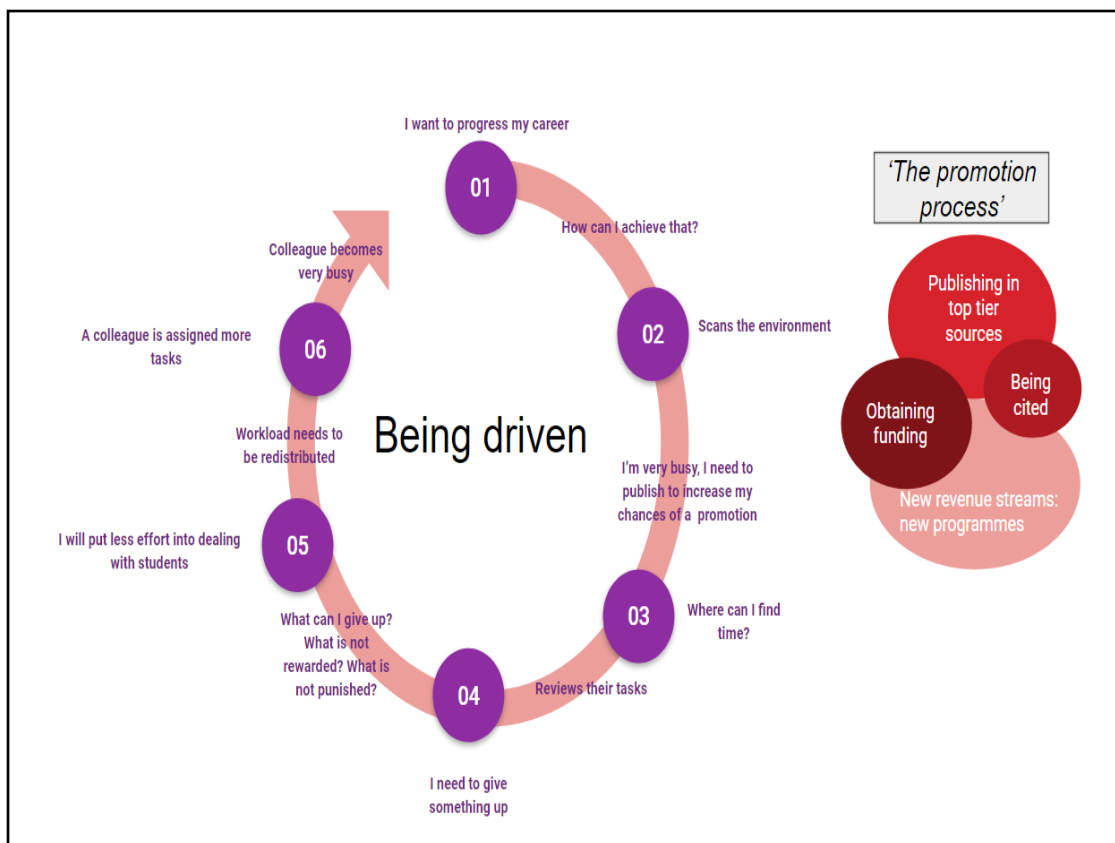 I want to progress my career
01
How can I achieve that?
02
Scans the environment
I'm very busy, I need to
publish to increase my
chances of a  promotion
03
Where can I find
time?
Reviews their tasks
04
I need to give
something up
What can I give up?
What is not
rewarded? What is
not punished?
05
I will put less effort into dealing
with students
Workload needs to
be redistributed
06
A colleague is assigned more
tasks
Colleague becomes
very busy
Being driven
'The promotion
process'
Publishing in
top tier
sources
Being
cited
Obtaining
funding
New revenue streams:
new programmes